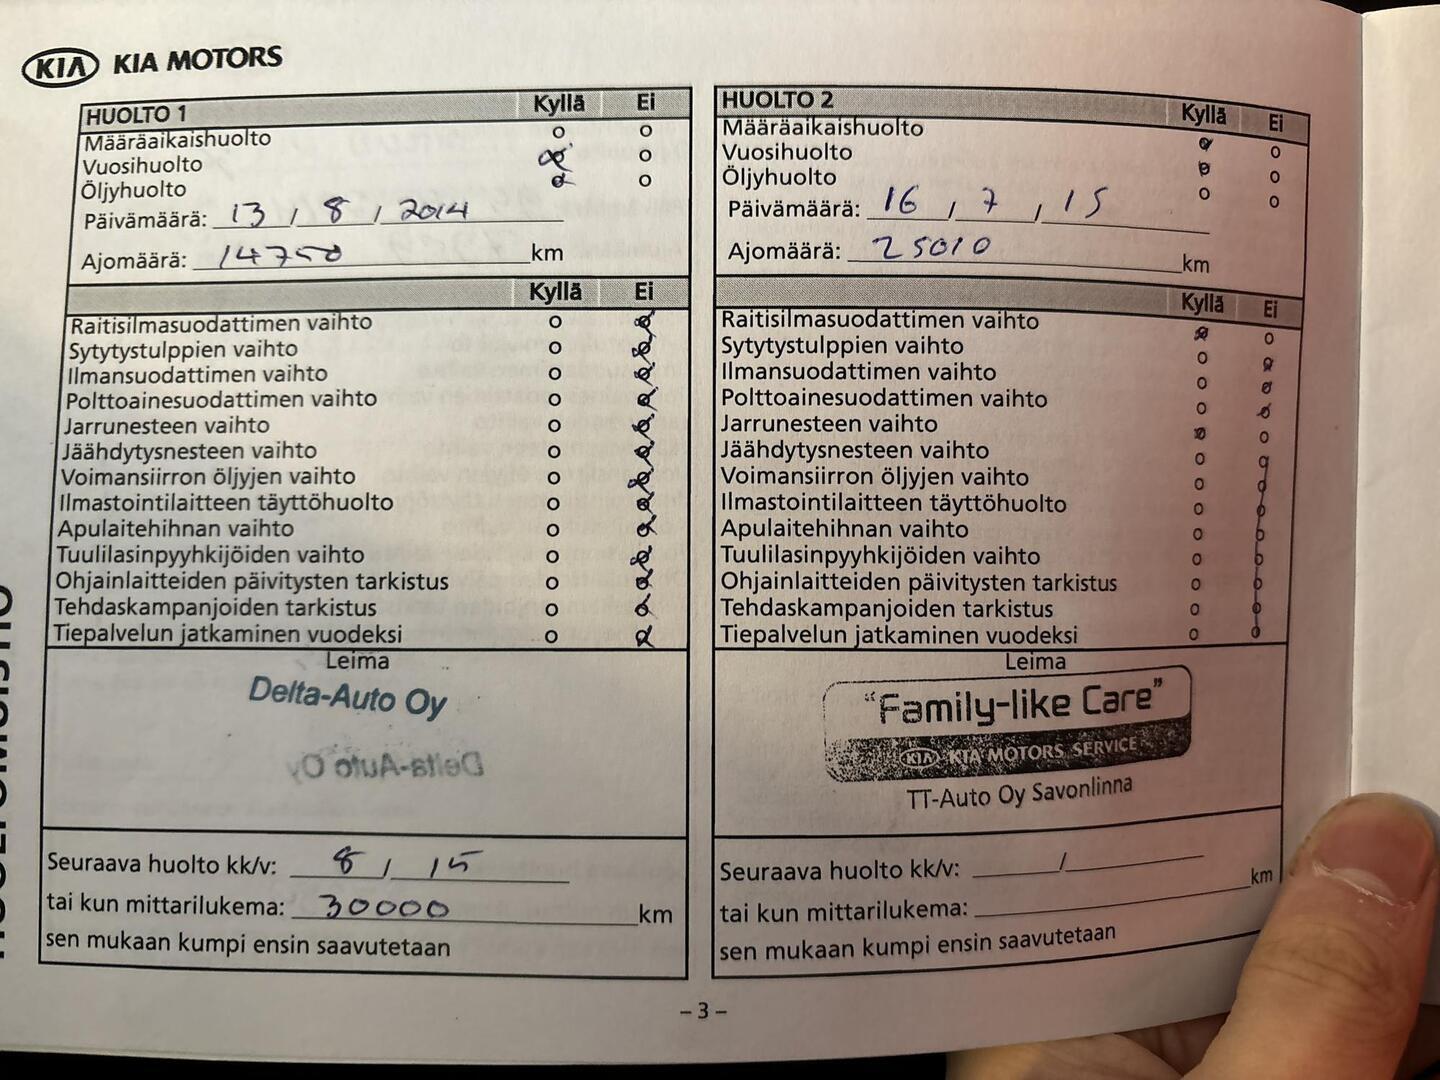 KIA KIA MOTORS
HUOLTO 1 Kyllä Ei
Määräaikaishuolto o o
Vuosihuolto o o
Öljyhuolto o o
Päivämäärä: 13 / 8 / 2014
Ajomäärä: 14750 km
Kyllä Ei
Raitisilmasuodattimen vaihto o o
Sytytystulppien vaihto o o
Ilmansuodattimen vaihto o o
Polttoainesuodattimen vaihto o o
Jarrunesteen vaihto o o
Jäähdytysnesteen vaihto o o
Voimansiirron öljyjen vaihto o o
Ilmastointilaitteen täyttöhuolto o o
Apulaitehihnan vaihto o o
Tuulilasinpyyhkijöiden vaihto o o
Ohjainlaitteiden päivitysten tarkistus o o
Tehdaskampanjoiden tarkistus o o
Tiepalvelun jatkaminen vuodeksi o o
Leima
Delta-Auto Oy
Delta-Auto Oy
Seuraava huolto kk/v: 8 / 15
tai kun mittarilukema: 30000 km
sen mukaan kumpi ensin saavutetaan
HUOLTO 2 Kyllä Ei
Määräaikaishuolto o o
Vuosihuolto o o
Öljyhuolto o o
Päivämäärä: 16 / 7 / 15
Ajomäärä: 25010 km
Kyllä Ei
Raitisilmasuodattimen vaihto o o
Sytytystulppien vaihto o o
Ilmansuodattimen vaihto o o
Polttoainesuodattimen vaihto o o
Jarrunesteen vaihto o o
Jäähdytysnesteen vaihto o o
Voimansiirron öljyjen vaihto o o
Ilmastointilaitteen täyttöhuolto o o
Apulaitehihnan vaihto o o
Tuulilasinpyyhkijöiden vaihto o o
Ohjainlaitteiden päivitysten tarkistus o o
Tehdaskampanjoiden tarkistus o o
Tiepalvelun jatkaminen vuodeksi o o
Leima
"Family-like Care"
KIA KIA MOTORS SERVICE
TT-Auto Oy Savonlinna
Seuraava huolto kk/v: /
tai kun mittarilukema: km
sen mukaan kumpi ensin saavutetaan
– 3 –